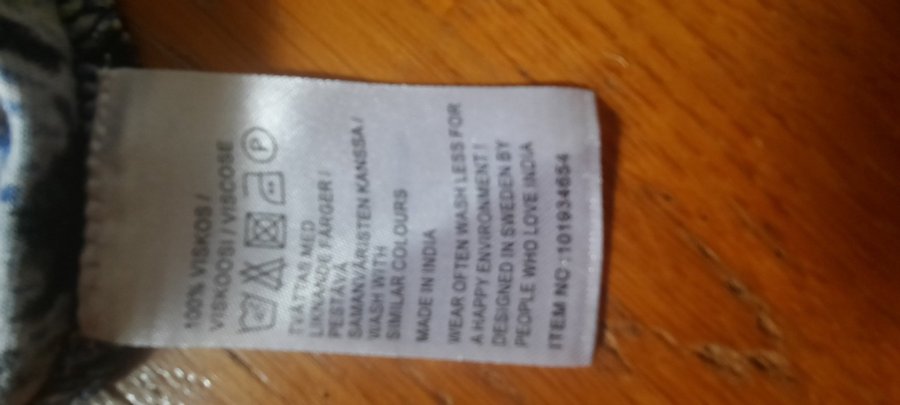 100% VISKOS /
VISKOOSI / VISCOSE
P
TVÄTTAS MED
LIKNANDE FÄRGER /
PESTÄVÄ
SAMANVÄRISTEN KANSSA /
WASH WITH
SIMILAR COLOURS
MADE IN INDIA
WEAR OFTEN WASH LESS FOR
A HAPPY ENVIRONMENT !
DESIGNED IN SWEDEN BY
PEOPLE WHO LOVE INDIA
ITEM NO : 101934654